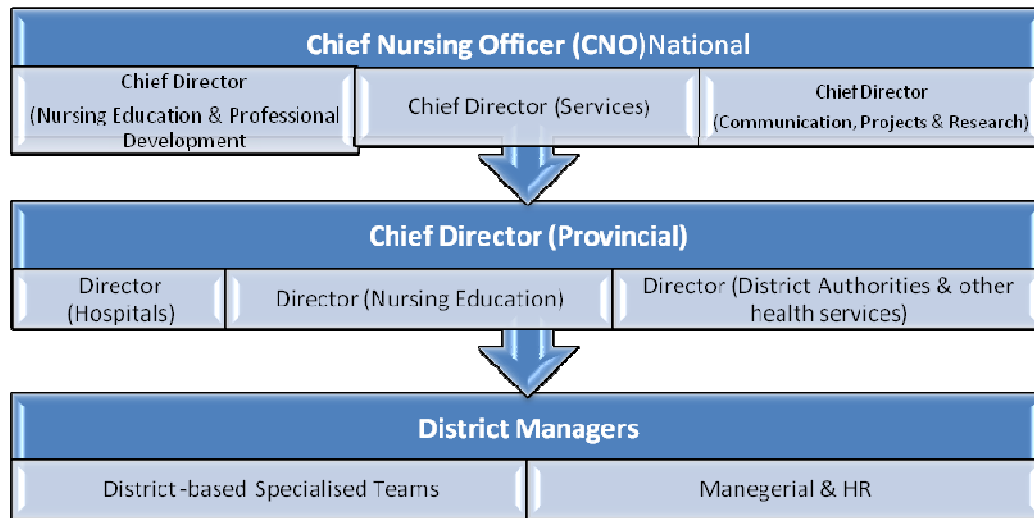 Chief Nursing Officer (CNO)National
Chief Director
(Nursing Education & Professional
Development
Chief Director (Services)
Chief Director
(Communication, Projects & Research)
Chief Director (Provincial)
Director
(Hospitals)
Director (Nursing Education)
Director (District Authorities & other
health services)
District Managers
District -based Specialised Teams
Manegerial & HR